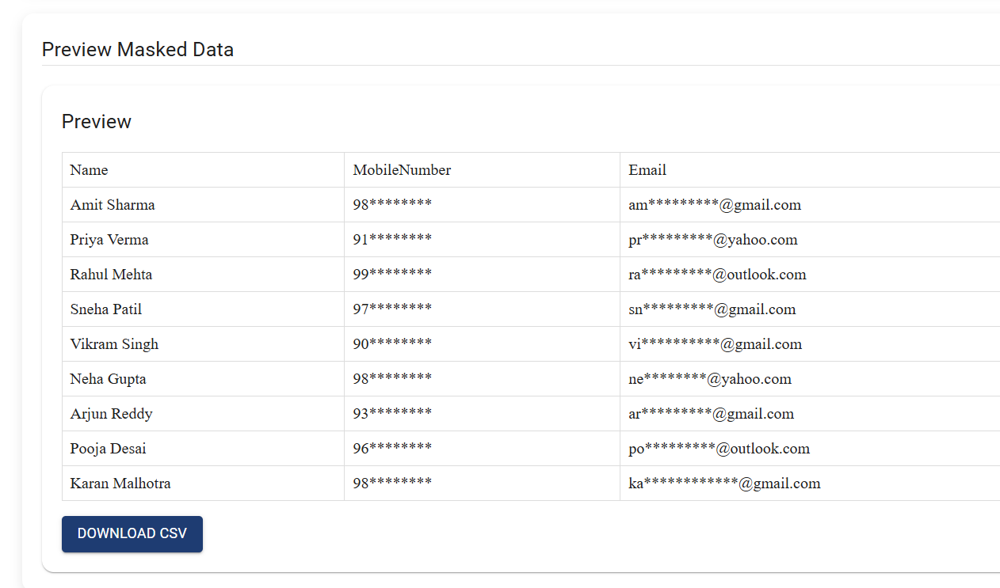 Preview Masked Data
Preview
Name MobileNumber Email
Amit Sharma 98******** am*********@gmail.com
Priya Verma 91******** pr*********@yahoo.com
Rahul Mehta 99******** ra*********@outlook.com
Sneha Patil 97******** sn*********@gmail.com
Vikram Singh 90******** vi**********@gmail.com
Neha Gupta 98******** ne********@yahoo.com
Arjun Reddy 93******** ar*********@gmail.com
Pooja Desai 96******** po*********@outlook.com
Karan Malhotra 98******** ka************@gmail.com
DOWNLOAD CSV